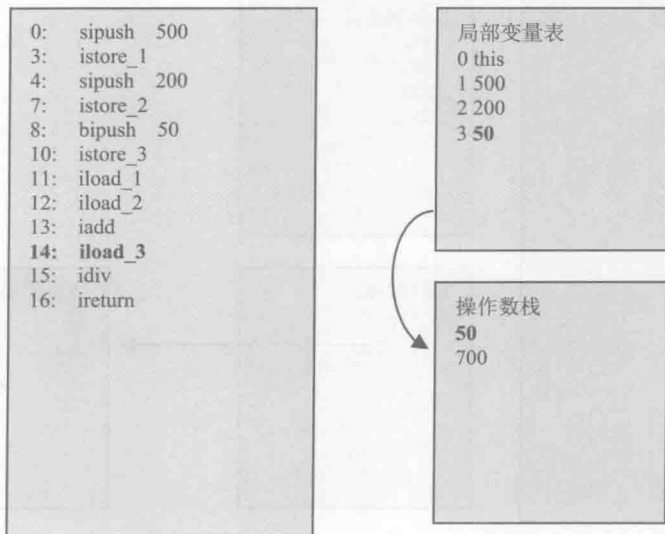 0: sipush 500
3: istore_1
4: sipush 200
7: istore_2
8: bipush 50
10: istore_3
11: iload_1
12: iload_2
13: iadd
14: iload_3
15: idiv
16: ireturn
局部变量表
0 this
1 500
2 200
3 50
操作数栈
50
700